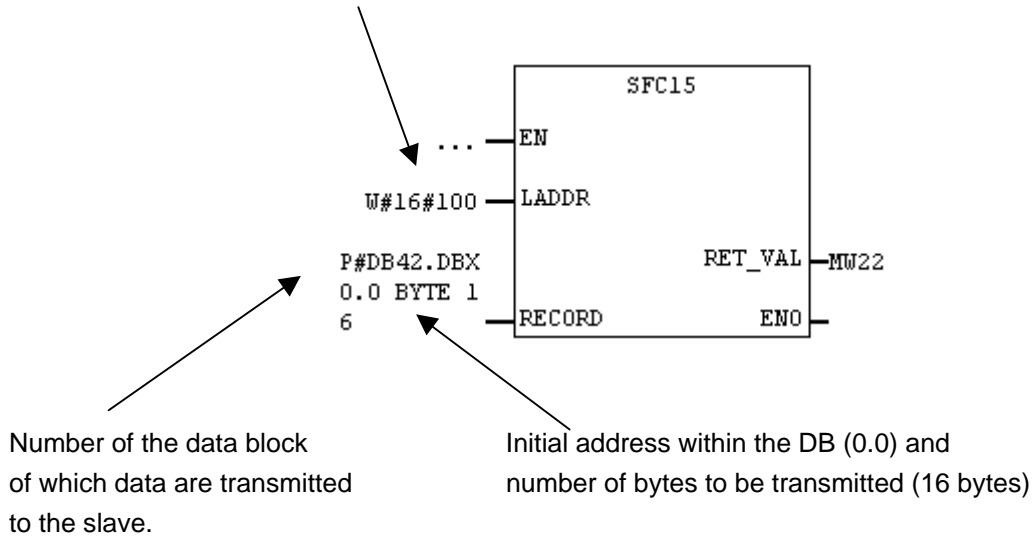 SFC15
... EN
W#16#100 LADDR
RET_VAL MW22
P#DB42.DBX
0.0 BYTE 1
6 RECORD ENO
Number of the data block
of which data are transmitted
to the slave.
Initial address within the DB (0.0) and
number of bytes to be transmitted (16 bytes)